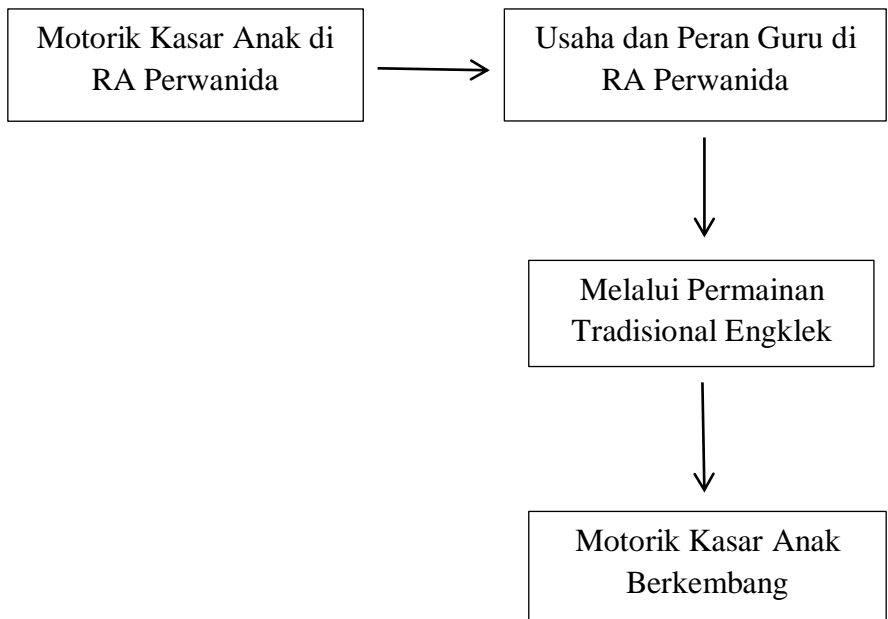 Motorik Kasar Anak di
RA Perwanida
Usaha dan Peran Guru di
RA Perwanida
Melalui Permainan
Tradisional Engklek
Motorik Kasar Anak
Berkembang